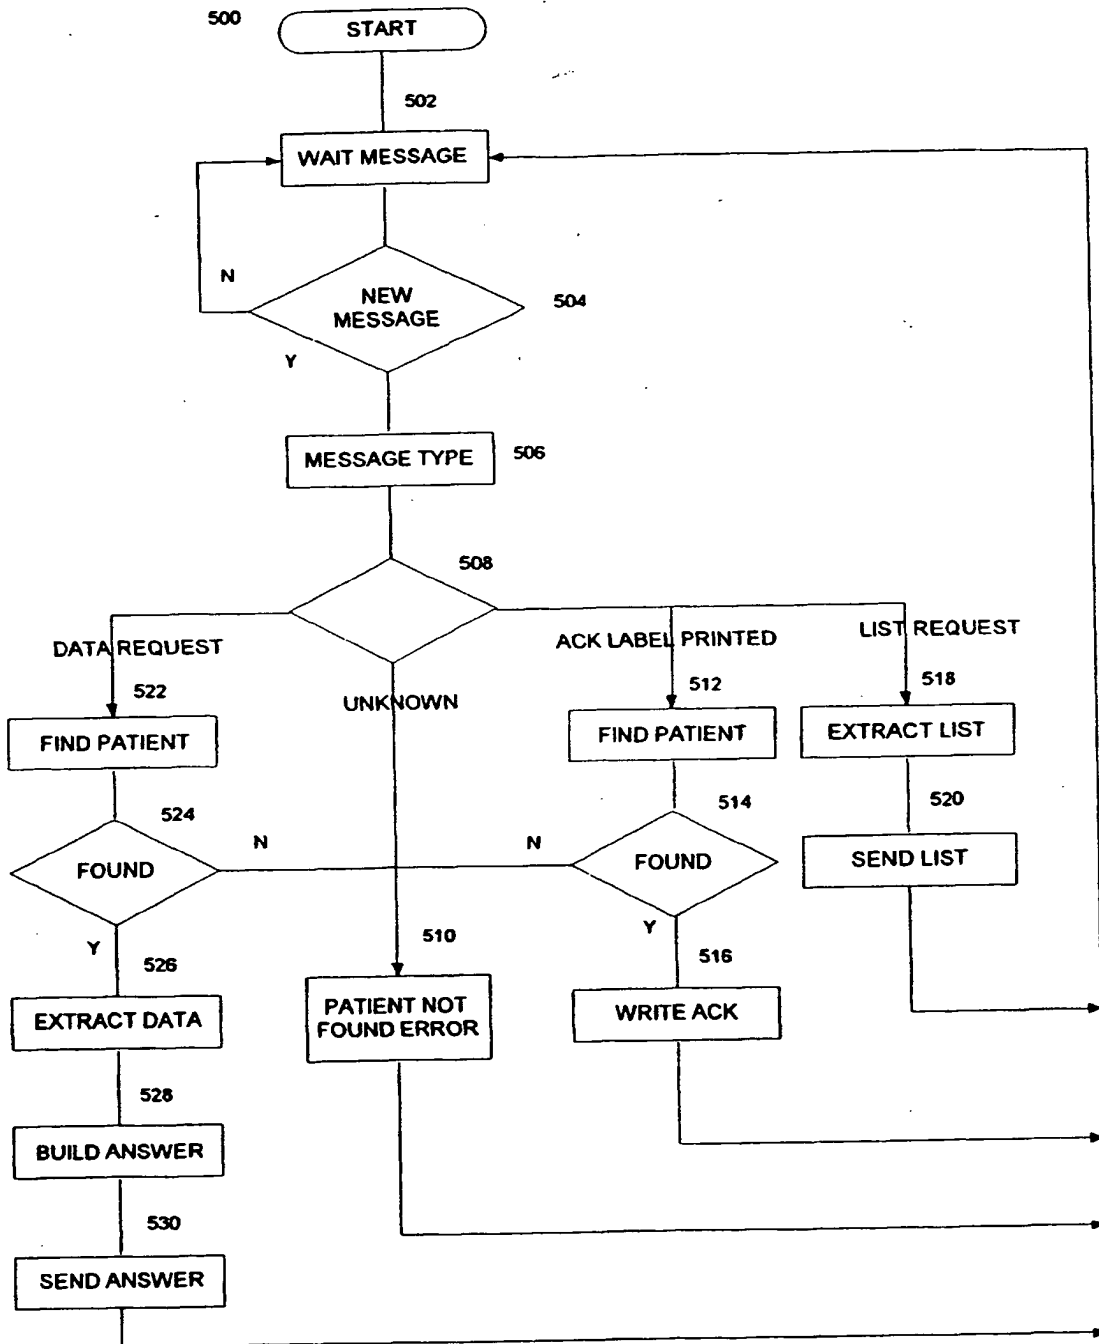 500
START
502
WAIT MESSAGE
N
NEW
MESSAGE
504
Y
MESSAGE TYPE
506
508
DATA REQUEST
UNKNOWN
ACK LABEL PRINTED
LIST REQUEST
522
512
518
FIND PATIENT
FIND PATIENT
EXTRACT LIST
524
514
520
FOUND
N
N
FOUND
SEND LIST
Y
526
510
Y
516
EXTRACT DATA
PATIENT NOT
FOUND ERROR
WRITE ACK
528
BUILD ANSWER
530
SEND ANSWER